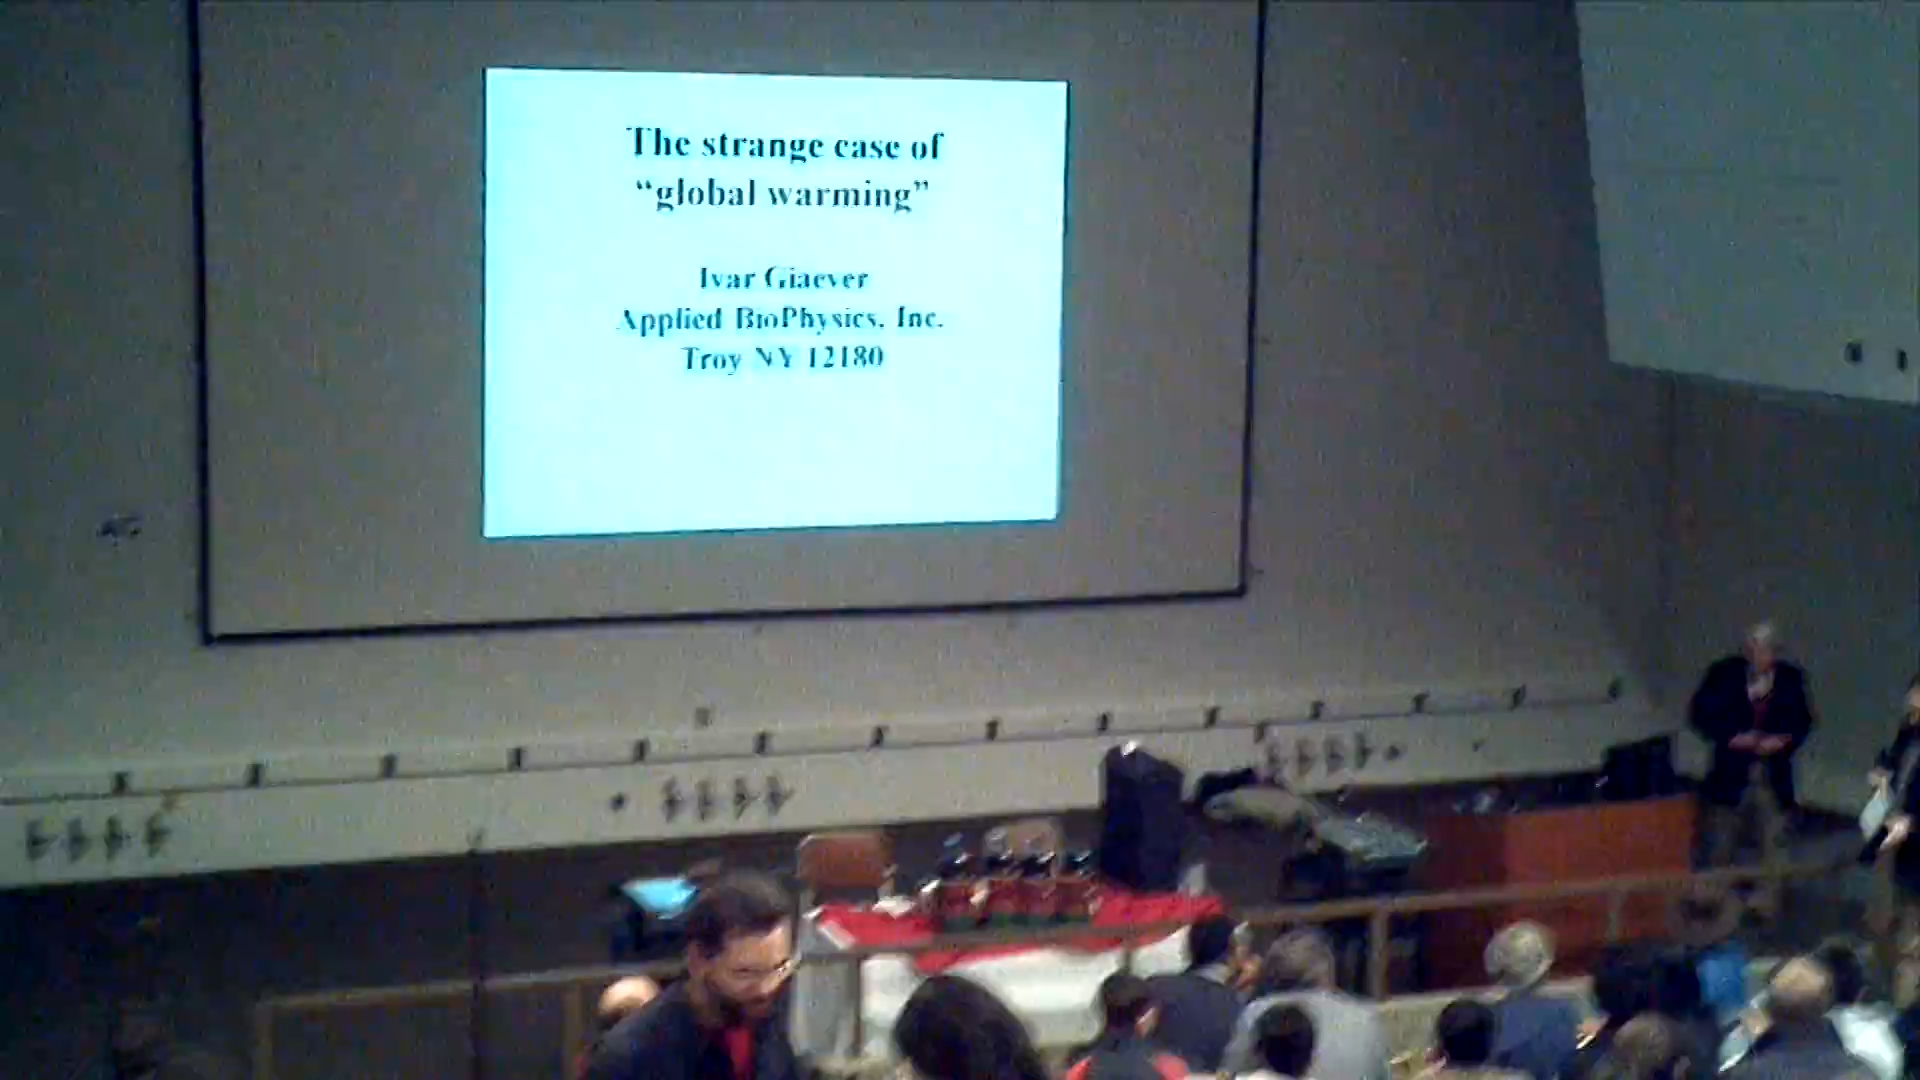 The strange case of
“global warming”
Ivar Giaever
Applied BioPhysics, Inc.
Troy NY 12180